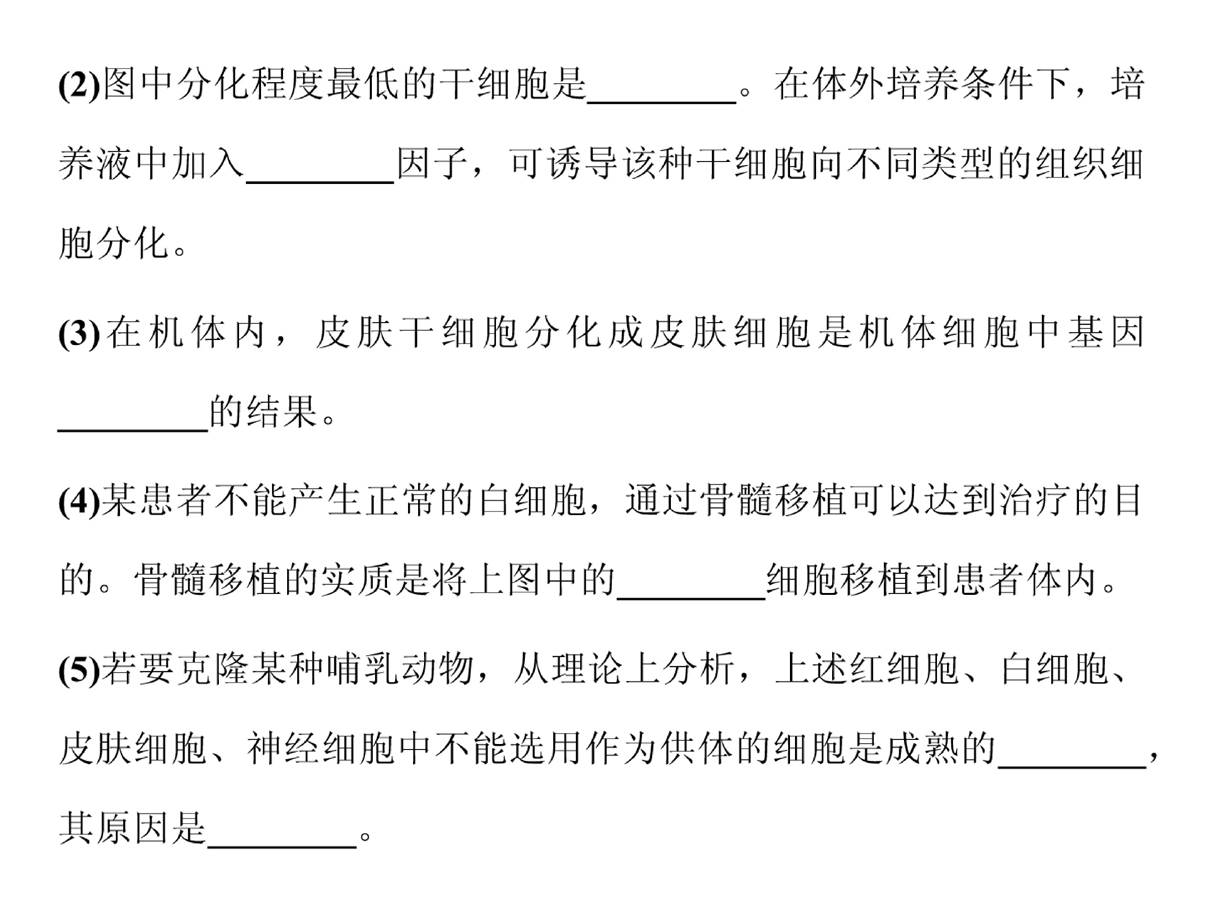 (2)图中分化程度最低的干细胞是________。在体外培养条件下，培
养液中加入________因子，可诱导该种干细胞向不同类型的组织细
胞分化。
(3)在机体内，皮肤干细胞分化成皮肤细胞是机体细胞中基因
________的结果。
(4)某患者不能产生正常的白细胞，通过骨髓移植可以达到治疗的目
的。骨髓移植的实质是将上图中的________细胞移植到患者体内。
(5)若要克隆某种哺乳动物，从理论上分析，上述红细胞、白细胞、
皮肤细胞、神经细胞中不能选用作为供体的细胞是成熟的________，
其原因是________。